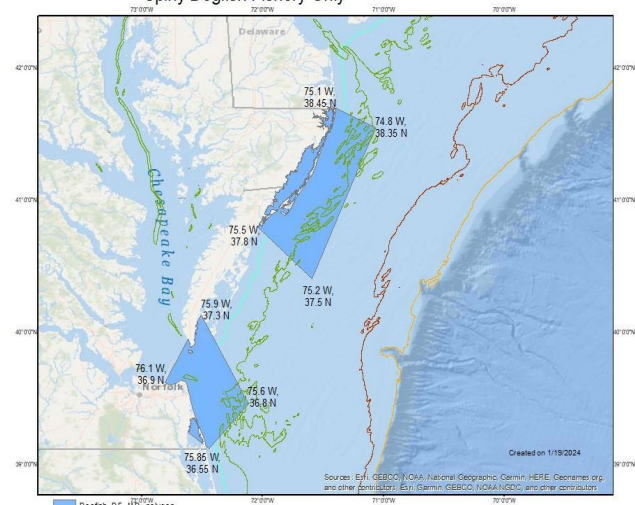 Spiny Dogfish Fishery Only
73°0'0"W 72°0'0"W 71°0'0"W 70°0'0"W
Delaware
42°0'0"N 42°0'0"N
75.1 W,
38.45 N
74.8 W,
38.35 N
41°0'0"N 41°0'0"N
Chesapeake Bay
75.5 W,
37.8 N
75.2 W,
37.5 N
75.9 W,
37.3 N
40°0'0"N 40°0'0"N
76.1 W,
36.9 N
Norfolk
75.6 W,
36.8 N
75.85 W,
36.55 N
Created on 1/19/2024
39°0'0"N 39°0'0"N
Sources: Esri, GEBCO, NOAA, National Geographic, Garmin, HERE, Geonames.org,
and other contributors, Esri, Garmin, GEBCO, NOAA NGDC, and other contributors
73°0'0"W 72°0'0"W 71°0'0"W 70°0'0"W